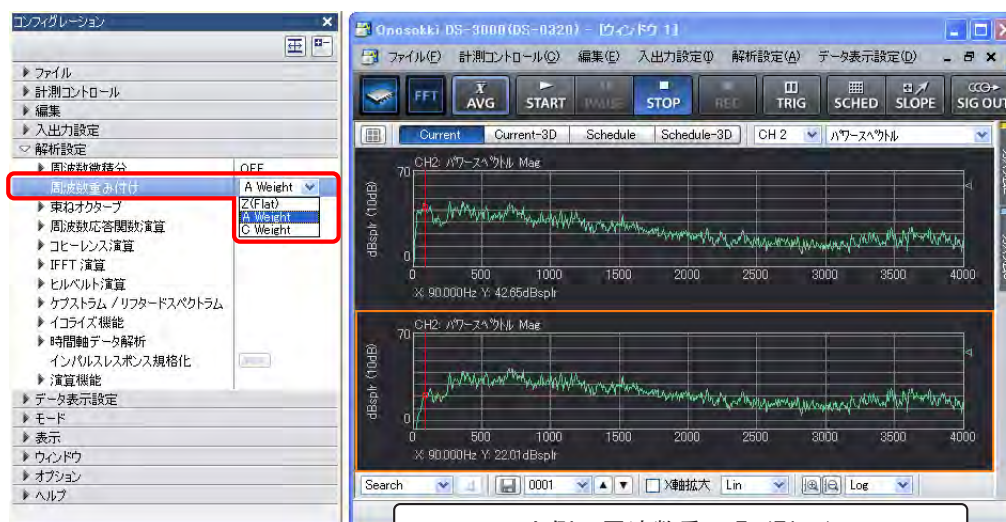 コンフィグレーション
ファイル
計測コントロール
編集
入出力設定
解析設定
周波数微積分 OFF
周波数重み付け A Weight
Z(Flat)
A Weight
C Weight
束ねオクターブ
周波数応答関数演算
コヒーレンス演算
IFFT 演算
ヒルベルト演算
ケプストラム / リフタードスペクトラム
イコライズ機能
時間軸データ解析
インパルスレスポンス規格化
演算機能
データ表示設定
モード
表示
ウィンドウ
オプション
ヘルプ
Onosokki DS-3000(DS-0320) - [ウィンドウ 1]
ファイル(F) 計測コントロール(C) 編集(E) 入出力設定(I) 解析設定(A) データ表示設定(D)
FFT AVG START PAUSE STOP REC TRIG SCHED SLOPE SIG OUT
Current Current-3D Schedule Schedule-3D CH 2 パワースペクトル
CH2: パワースペクトル Mag
70
dBsplr (10dB)
0
0 500 1000 1500 2000 2500 3000 3500 4000
X: 90.000Hz Y: 42.65dBsplr
CH2: パワースペクトル Mag
70
dBsplr (10dB)
0
0 500 1000 1500 2000 2500 3000 3500 4000
X: 90.000Hz Y: 22.01dBsplr
Search 0001 X軸拡大 Lin Log